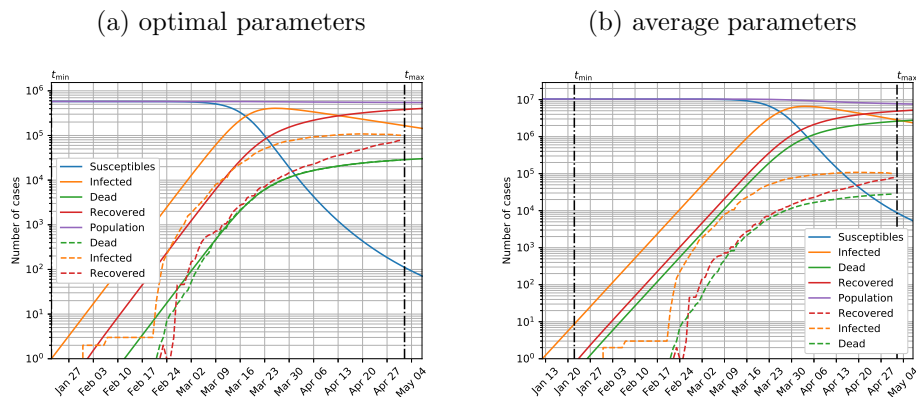 (a) optimal parameters
(b) average parameters
t_min
t_max
10^6
10^5
10^4
10^3
10^2
10^1
10^0
Number of cases
Susceptibles
Infected
Dead
Recovered
Population
Dead
Infected
Recovered
Jan 27
Feb 03
Feb 10
Feb 17
Feb 24
Mar 02
Mar 09
Mar 16
Mar 23
Mar 30
Apr 06
Apr 13
Apr 20
Apr 27
May 04
t_min
t_max
10^7
10^6
10^5
10^4
10^3
10^2
10^1
10^0
Number of cases
Susceptibles
Infected
Dead
Recovered
Population
Recovered
Infected
Dead
Jan 13
Jan 20
Jan 27
Feb 03
Feb 10
Feb 17
Feb 24
Mar 02
Mar 09
Mar 16
Mar 23
Mar 30
Apr 06
Apr 13
Apr 20
Apr 27
May 04